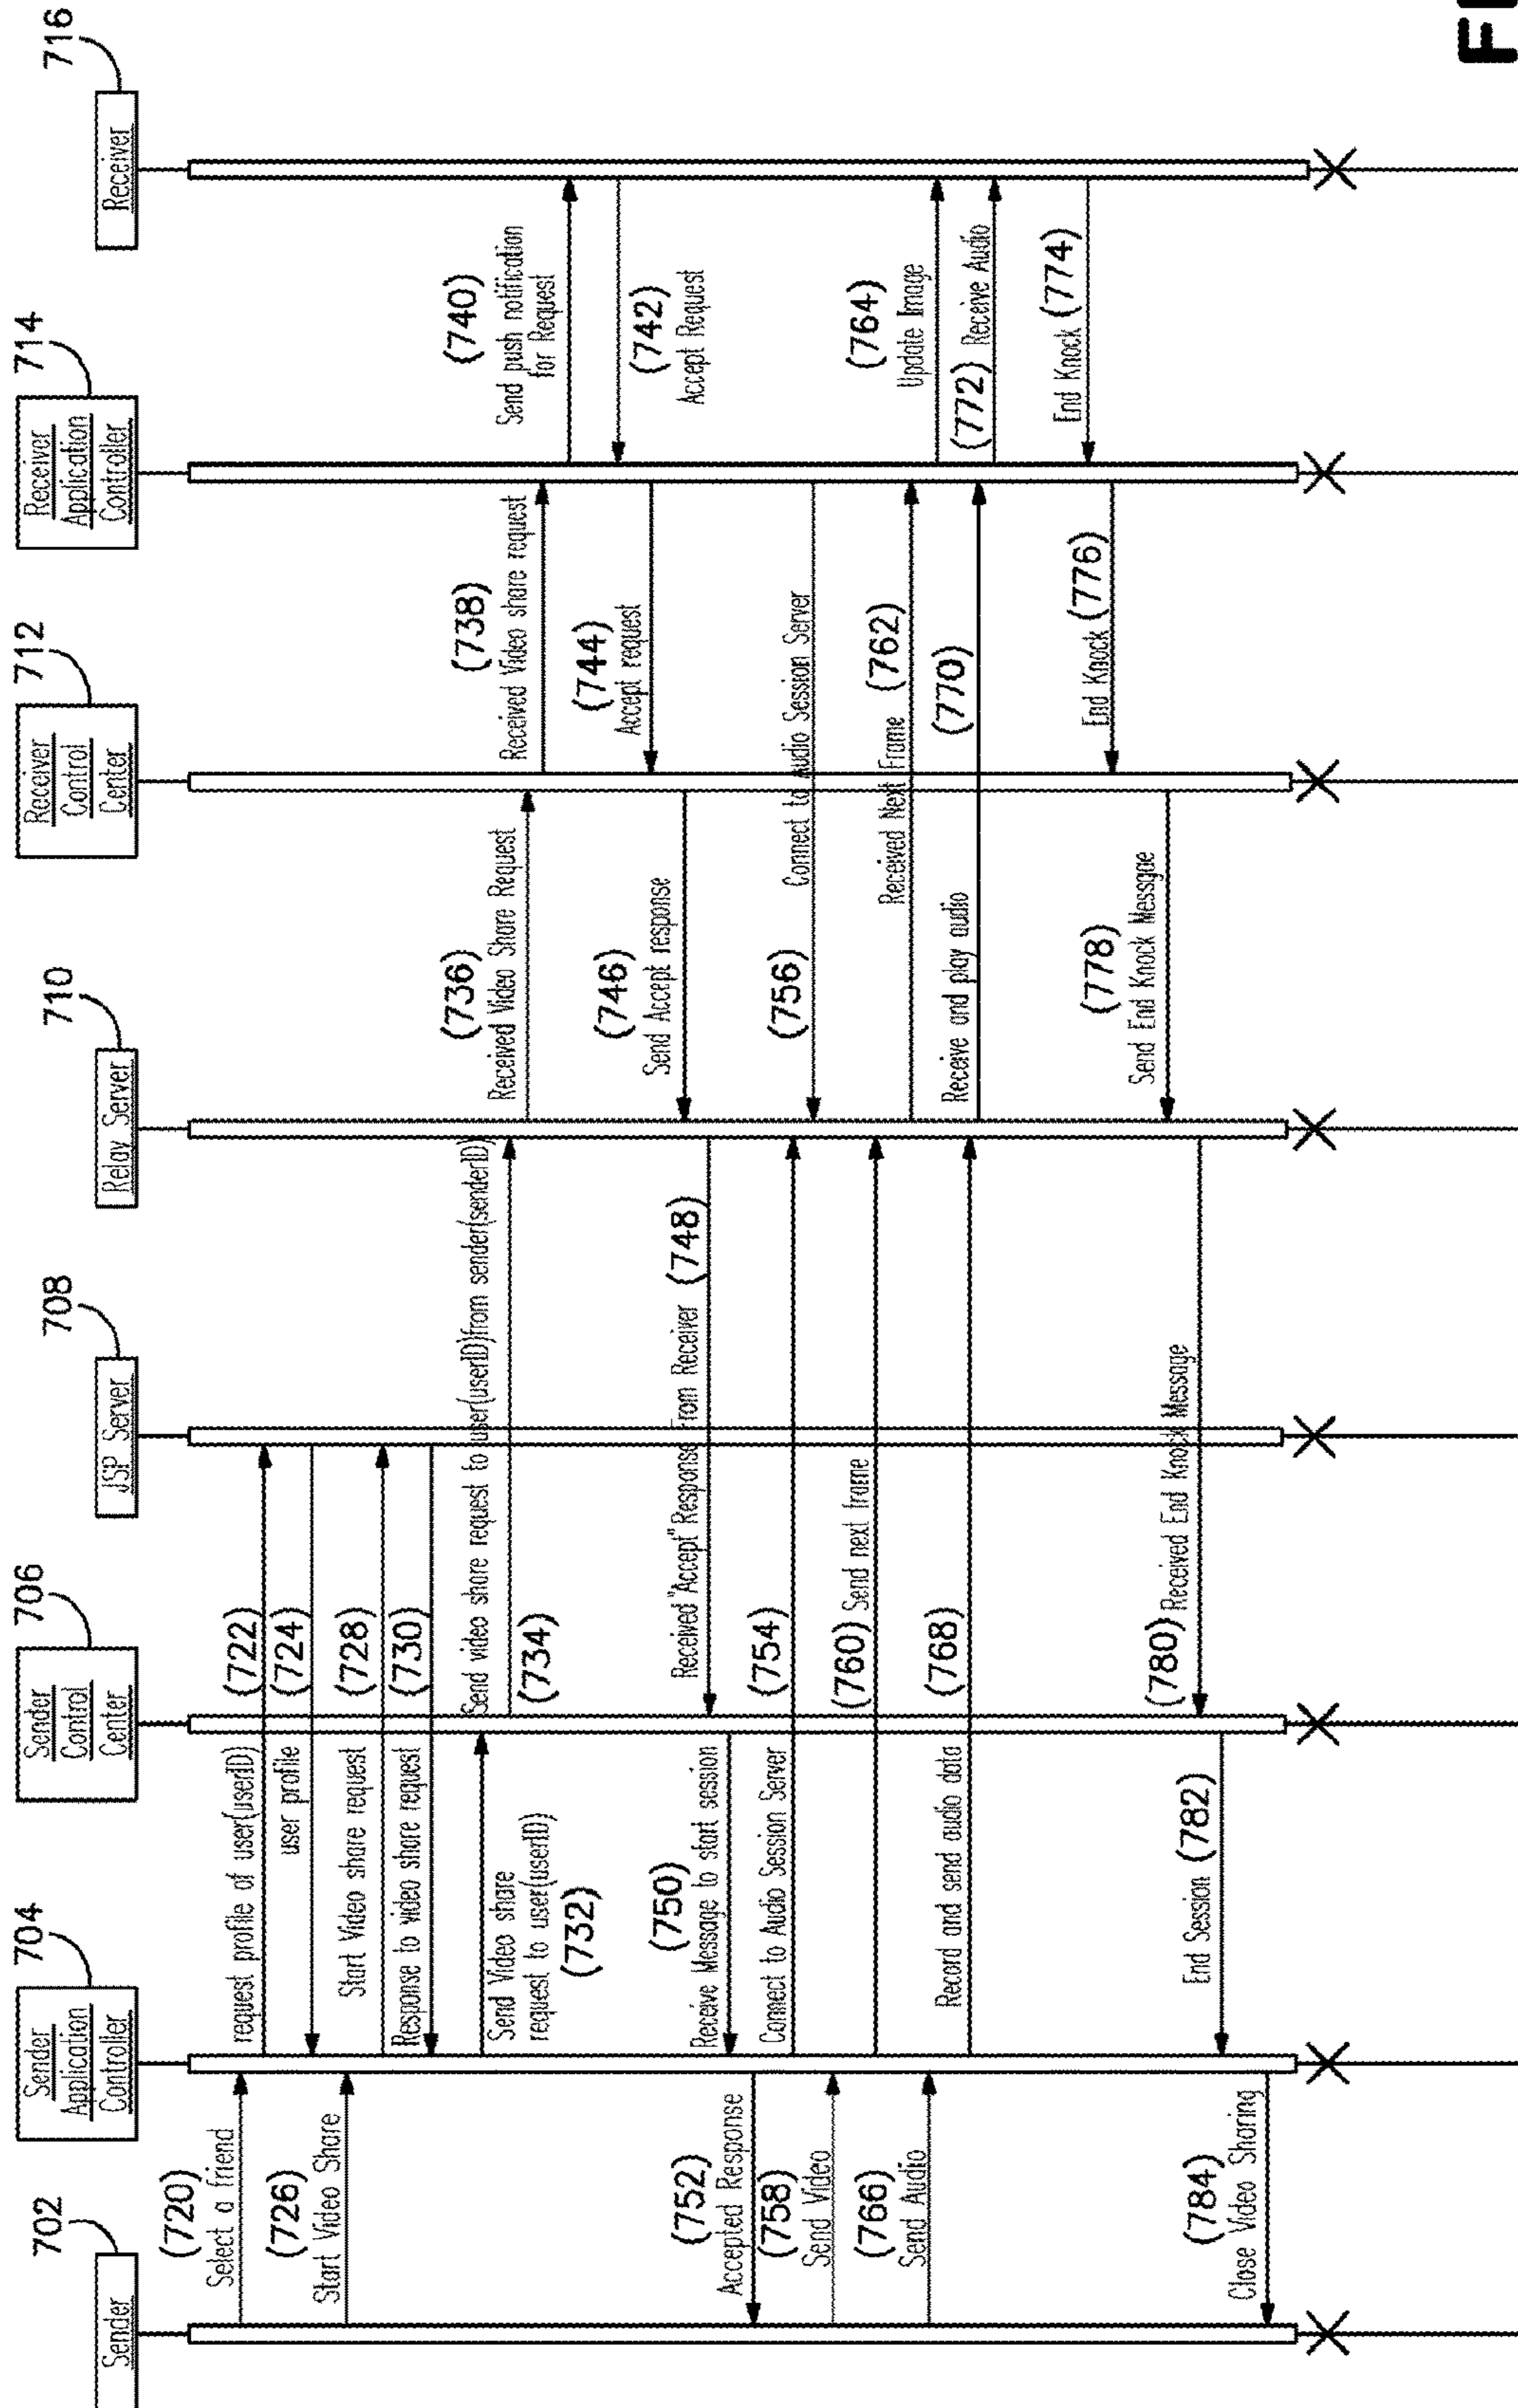 702
Sender
704
Sender
Application
Controller
706
Sender
Control
Center
708
JSP Server
710
Relay Server
712
Receiver
Control
Center
714
Receiver
Application
Controller
716
Receiver
(720)
Select a friend
request profile of user(userID)
(722)
user profile
(724)
(726)
Start Video Share
Start Video share request
(728)
Response to video share request
(730)
Send Video share
request to user(userID)
(732)
Send video share request to user(userID)from sender(senderID)
(734)
(736)
Received Video Share Request
(738)
Received Video share request
(740)
Send push notification
for Request
(742)
Accept Request
(744)
Accept request
(746)
Send Accept response
Received "Accept" Response From Receiver (748)
(750)
Receive Message to start session
(752)
Accepted Response
Connect to Audio Session Server
(754)
(756)
Connect to Audio Session Server
(758)
Send Video
(760) Send next frame
Received Next Frame (762)
(764)
Update Image
(766)
Send Audio
Record and send audio data
(768)
Receive and play audio
(770)
(772) Receive Audio
End Knock (774)
End Knock (776)
(778)
Send End Knock Messgae
(780) Received End Knock Message
End Session (782)
(784)
Close Video Sharing